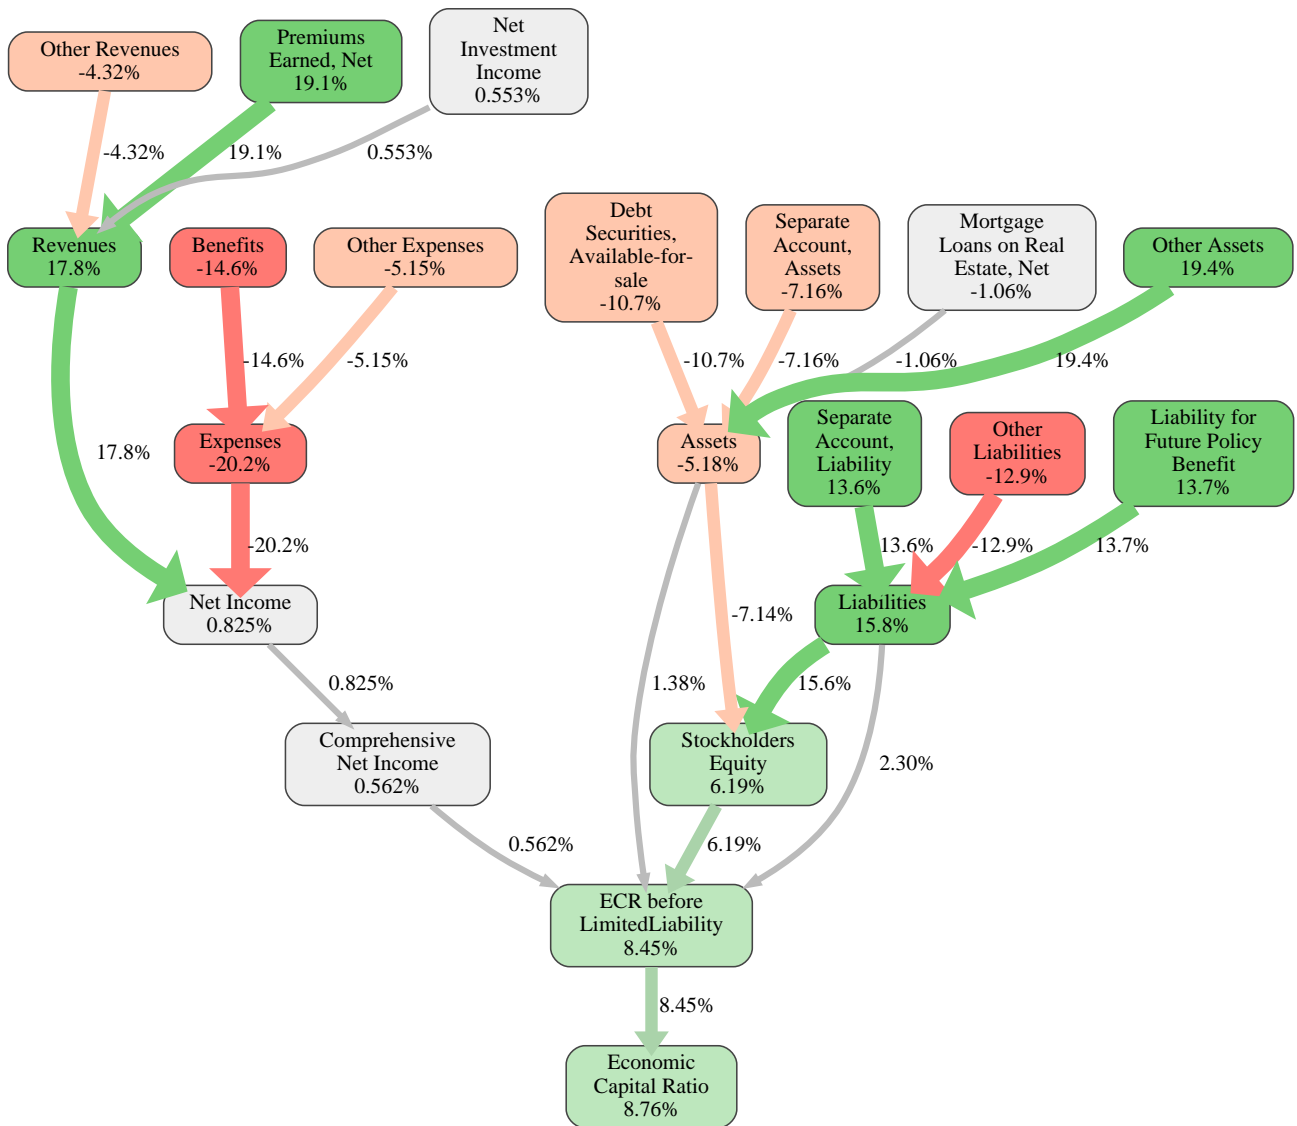 Other Revenues
-4.32%
Premiums
Earned, Net
19.1%
Net
Investment
Income
0.553%
-4.32%
19.1%
0.553%
Revenues
17.8%
Benefits
-14.6%
Other Expenses
-5.15%
Debt
Securities,
Available-for-
sale
-10.7%
Separate
Account,
Assets
-7.16%
Mortgage
Loans on Real
Estate, Net
-1.06%
Other Assets
19.4%
-14.6%
-5.15%
-10.7%
-7.16%
-1.06%
19.4%
17.8%
Expenses
-20.2%
Assets
-5.18%
Separate
Account,
Liability
13.6%
Other
Liabilities
-12.9%
Liability for
Future Policy
Benefit
13.7%
-20.2%
13.6%
-12.9%
13.7%
Net Income
0.825%
-7.14%
Liabilities
15.8%
0.825%
1.38%
15.6%
Comprehensive
Net Income
0.562%
Stockholders
Equity
6.19%
2.30%
0.562%
6.19%
ECR before
LimitedLiability
8.45%
8.45%
Economic
Capital Ratio
8.76%